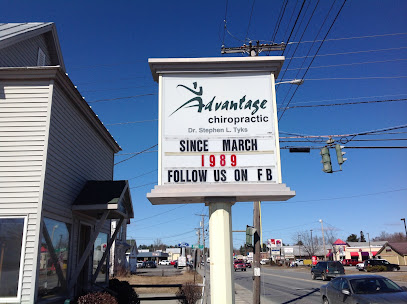 Advantage
chiropractic
Dr. Stephen L. Tyks
SINCE MARCH
1989
FOLLOW US ON FB